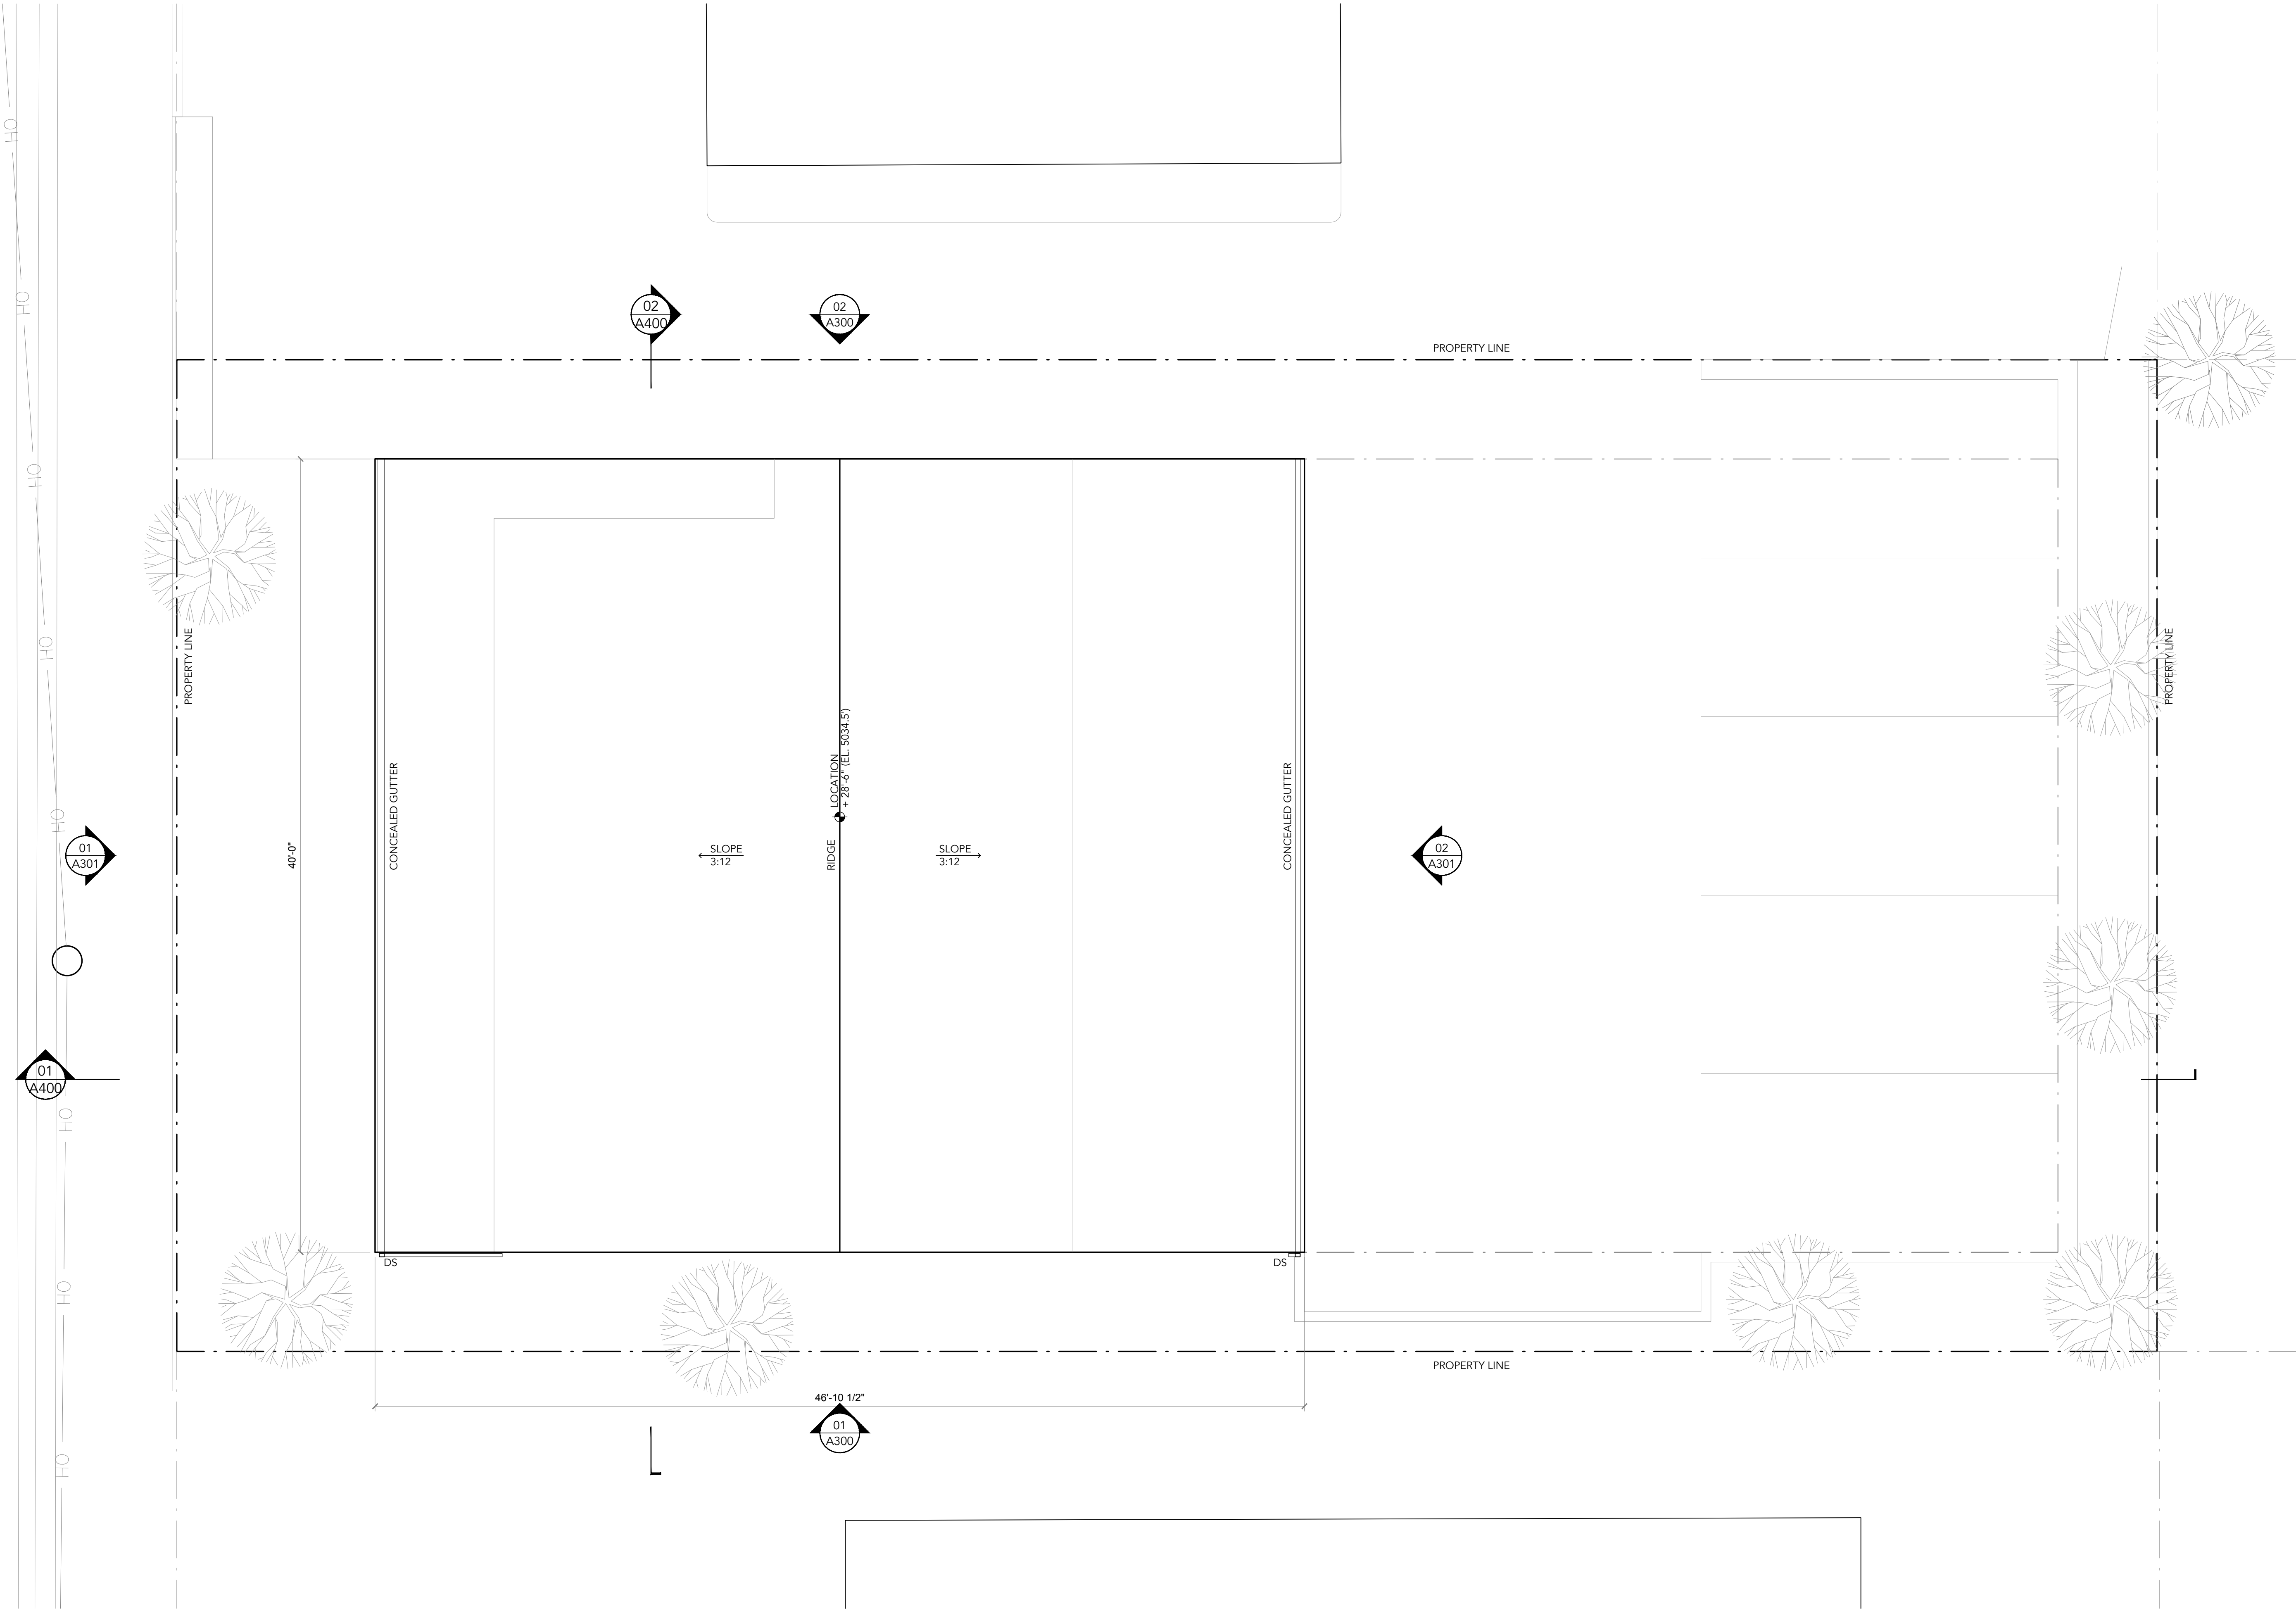 OH
OH
OH
OH
OH
OH
OH
OH
02
A400
02
A300
PROPERTY LINE
PROPERTY LINE
PROPERTY LINE
CONCEALED GUTTER
40'-0"
SLOPE
3:12
RIDGE LOCATION
+ 28'-6" (EL. 5034.5')
SLOPE
3:12
CONCEALED GUTTER
01
A301
02
A301
01
A400
DS
DS
PROPERTY LINE
46'-10 1/2"
01
A300